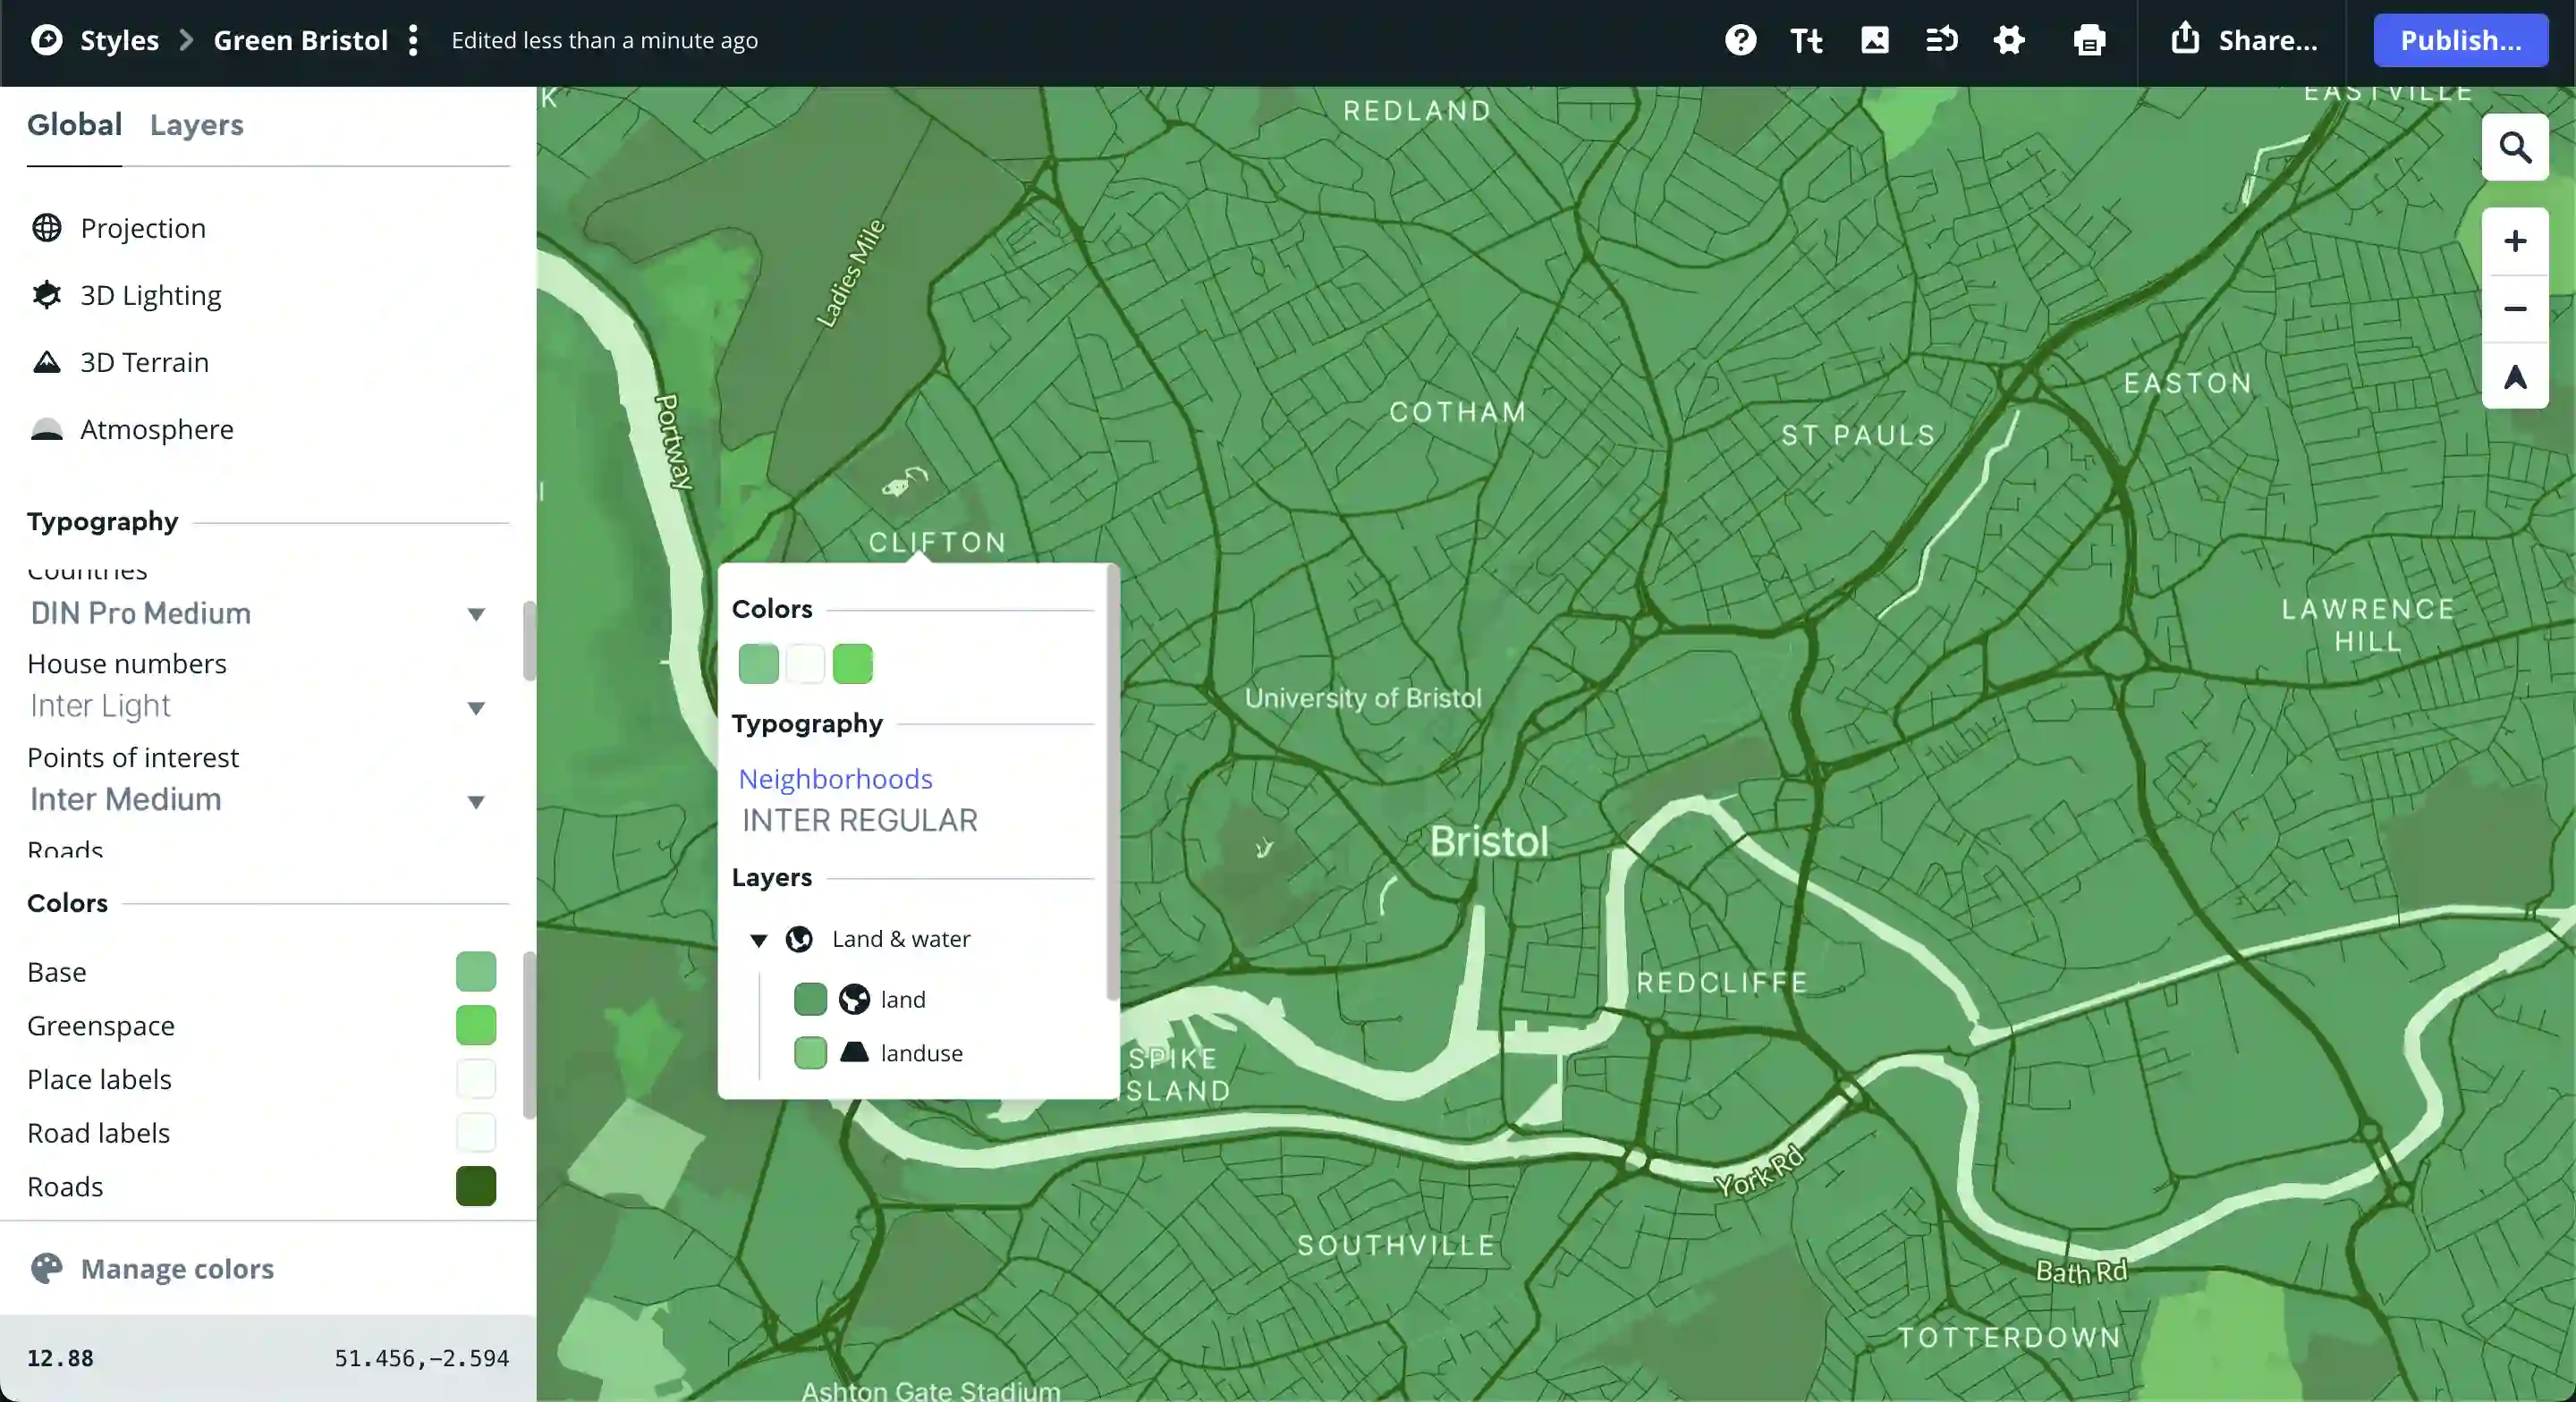 Styles > Green Bristol
Edited less than a minute ago
Tt
Share...
Publish...
Global
Layers
Projection
3D Lighting
3D Terrain
Atmosphere
Typography
Countries
DIN Pro Medium
House numbers
Inter Light
Points of interest
Inter Medium
Roads
Colors
Base
Greenspace
Place labels
Road labels
Roads
Manage colors
12.88
51.456,−2.594
K
REDLAND
EASTVILLE
Ladies Mile
Portway
COTHAM
ST PAULS
EASTON
CLIFTON
Colors
Typography
Neighborhoods
INTER REGULAR
Layers
Land & water
land
landuse
LAWRENCE
HILL
University of Bristol
Bristol
REDCLIFFE
SPIKE
ISLAND
York Rd
SOUTHVILLE
Bath Rd
TOTTERDOWN
Ashton Gate Stadium